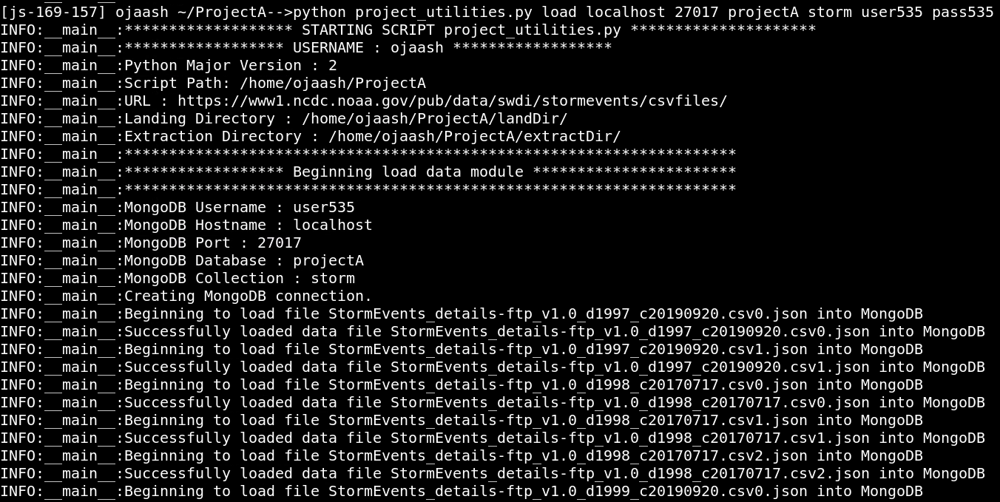 [js-169-157] ojaash ~/ProjectA-->python project_utilities.py load localhost 27017 projectA storm user535 pass535
INFO:__main__:******************* STARTING SCRIPT project_utilities.py *********************
INFO:__main__:****************** USERNAME : ojaash ******************
INFO:__main__:Python Major Version : 2
INFO:__main__:Script Path: /home/ojaash/ProjectA
INFO:__main__:URL : https://www1.ncdc.noaa.gov/pub/data/swdi/stormevents/csvfiles/
INFO:__main__:Landing Directory : /home/ojaash/ProjectA/landDir/
INFO:__main__:Extraction Directory : /home/ojaash/ProjectA/extractDir/
INFO:__main__:*********************************************************************
INFO:__main__:****************** Beginning load data module ***********************
INFO:__main__:*********************************************************************
INFO:__main__:MongoDB Username : user535
INFO:__main__:MongoDB Hostname : localhost
INFO:__main__:MongoDB Port : 27017
INFO:__main__:MongoDB Database : projectA
INFO:__main__:MongoDB Collection : storm
INFO:__main__:Creating MongoDB connection.
INFO:__main__:Beginning to load file StormEvents_details-ftp_v1.0_d1997_c20190920.csv0.json into MongoDB
INFO:__main__:Successfully loaded data file StormEvents_details-ftp_v1.0_d1997_c20190920.csv0.json into MongoDB
INFO:__main__:Beginning to load file StormEvents_details-ftp_v1.0_d1997_c20190920.csv1.json into MongoDB
INFO:__main__:Successfully loaded data file StormEvents_details-ftp_v1.0_d1997_c20190920.csv1.json into MongoDB
INFO:__main__:Beginning to load file StormEvents_details-ftp_v1.0_d1998_c20170717.csv0.json into MongoDB
INFO:__main__:Successfully loaded data file StormEvents_details-ftp_v1.0_d1998_c20170717.csv0.json into MongoDB
INFO:__main__:Beginning to load file StormEvents_details-ftp_v1.0_d1998_c20170717.csv1.json into MongoDB
INFO:__main__:Successfully loaded data file StormEvents_details-ftp_v1.0_d1998_c20170717.csv1.json into MongoDB
INFO:__main__:Beginning to load file StormEvents_details-ftp_v1.0_d1998_c20170717.csv2.json into MongoDB
INFO:__main__:Successfully loaded data file StormEvents_details-ftp_v1.0_d1998_c20170717.csv2.json into MongoDB
INFO:__main__:Beginning to load file StormEvents_details-ftp_v1.0_d1999_c20190920.csv0.json into MongoDB